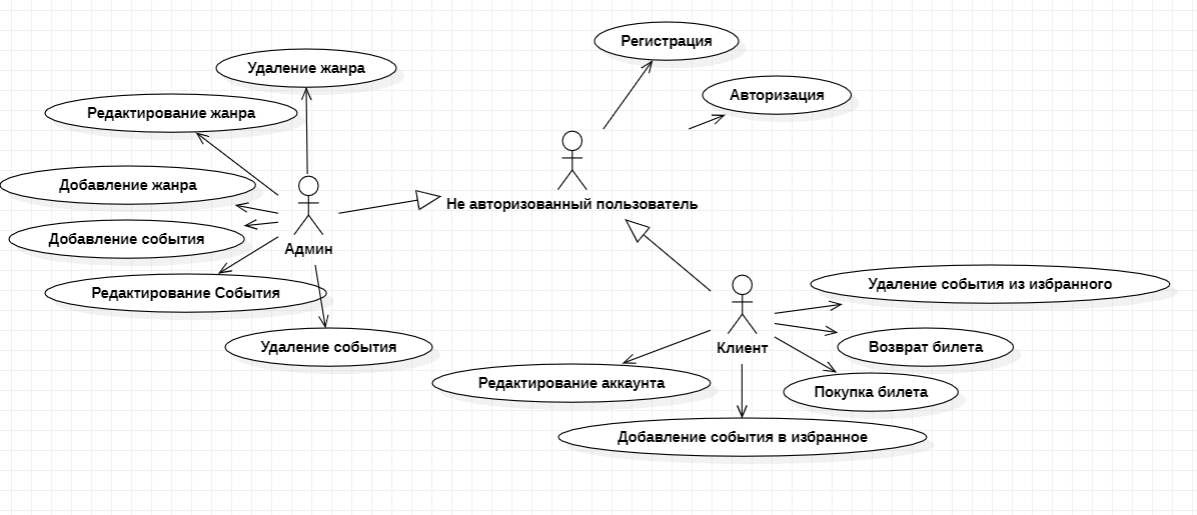 Регистрация
Удаление жанра
Авторизация
Редактирование жанра
Добавление жанра
Не авторизованный пользователь
Добавление события
Админ
Редактирование События
Удаление события из избранного
Удаление события
Клиент
Возврат билета
Редактирование аккаунта
Покупка билета
Добавление события в избранное